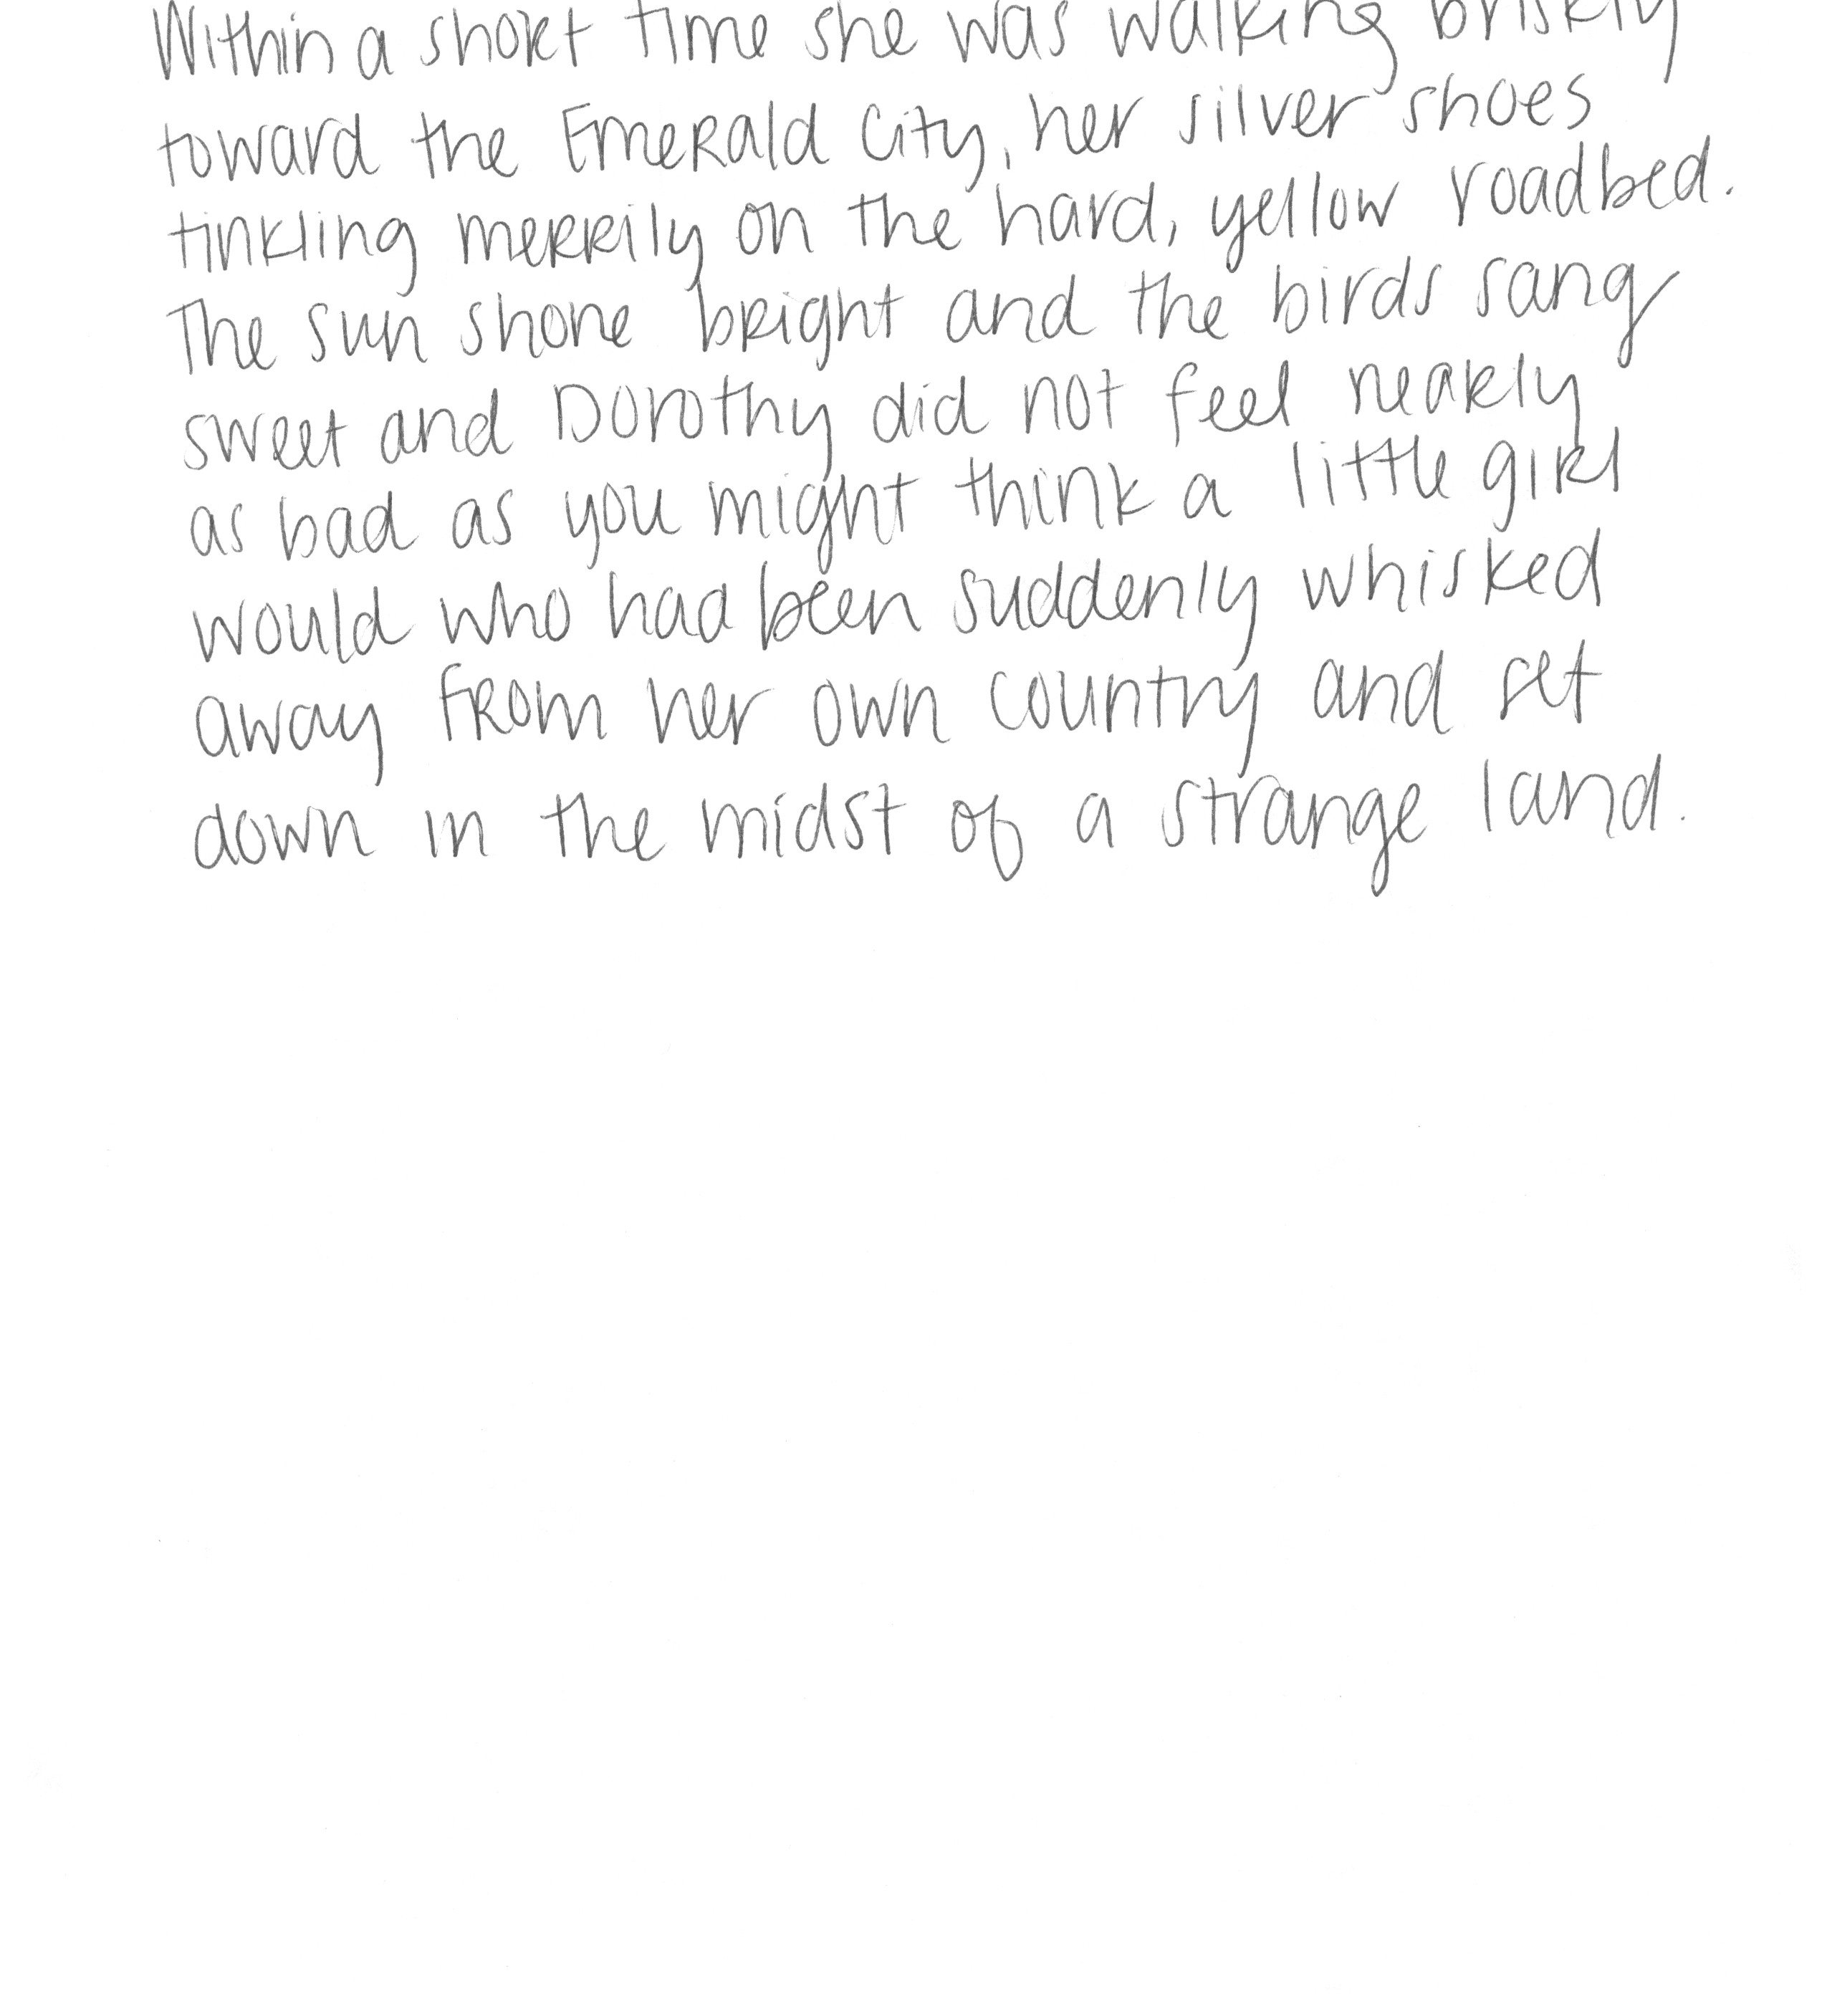 Within a short time she was walking briskly
toward the Emerald City, her silver shoes
tinkling merrily on the hard, yellow roadbed.
The sun shone bright and the birds sang
sweet and Dorothy did not feel nearly
as bad as you might think a little girl
would who had been suddenly whisked
away from her own country and set
down in the midst of a strange land.